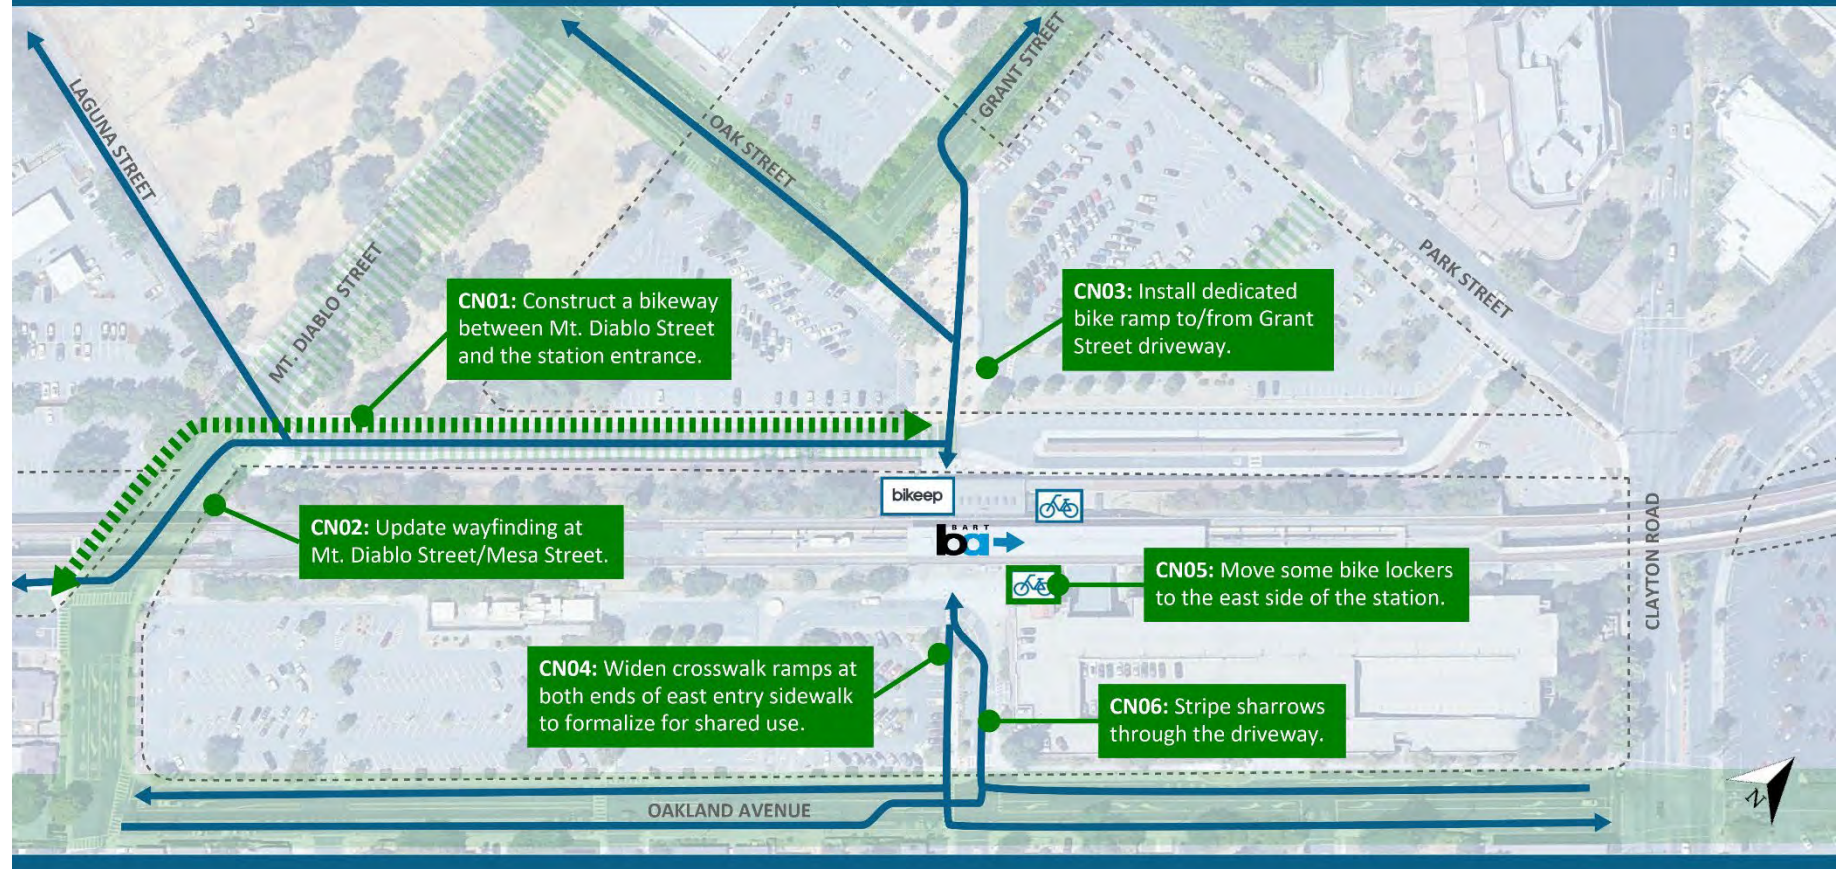 LAGUNA STREET
MT. DIABLO STREET
OAK STREET
GRANT STREET
PARK STREET
CLAYTON ROAD
CN01: Construct a bikeway
between Mt. Diablo Street
and the station entrance.
CN03: Install dedicated
bike ramp to/from Grant
Street driveway.
bikeep
CN02: Update wayfinding at
Mt. Diablo Street/Mesa Street.
BART
ba
CN05: Move some bike lockers
to the east side of the station.
CN04: Widen crosswalk ramps at
both ends of east entry sidewalk
to formalize for shared use.
CN06: Stripe sharrows
through the driveway.
OAKLAND AVENUE
N